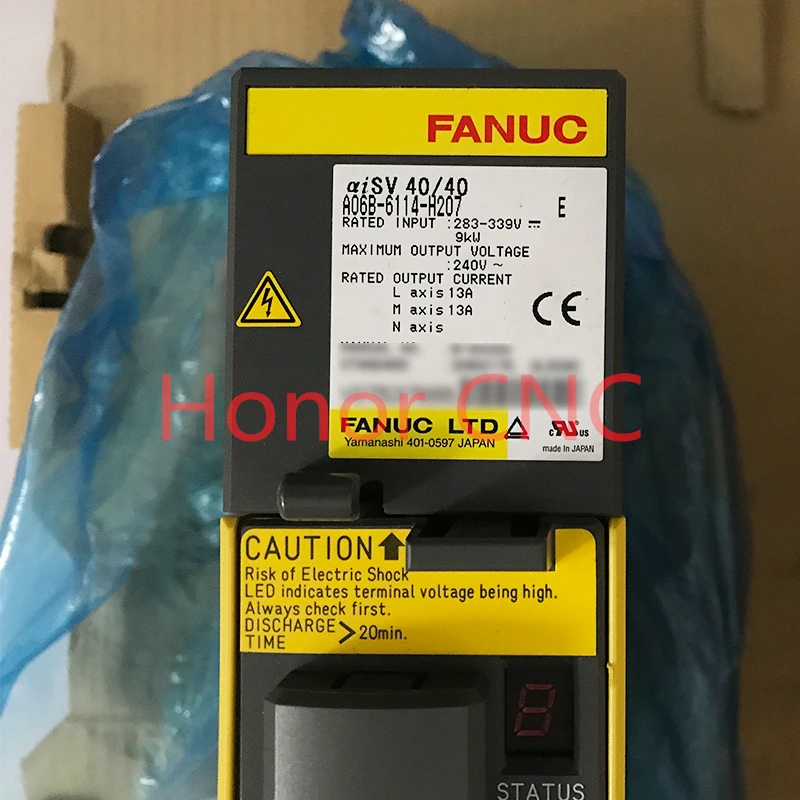 FANUC
αiSV 40/40
A06B-6114-H207 E
RATED INPUT :283-339V ⎓
9kW
MAXIMUM OUTPUT VOLTAGE
:240V ~
RATED OUTPUT CURRENT
L axis 13A
M axis 13A
N axis
CE
Honor CNC
FANUC LTD
Yamanashi 401-0597 JAPAN
c US
made in JAPAN
CAUTION
Risk of Electric Shock
LED indicates terminal voltage being high.
Always check first.
DISCHARGE
TIME > 20min.
8
STATUS